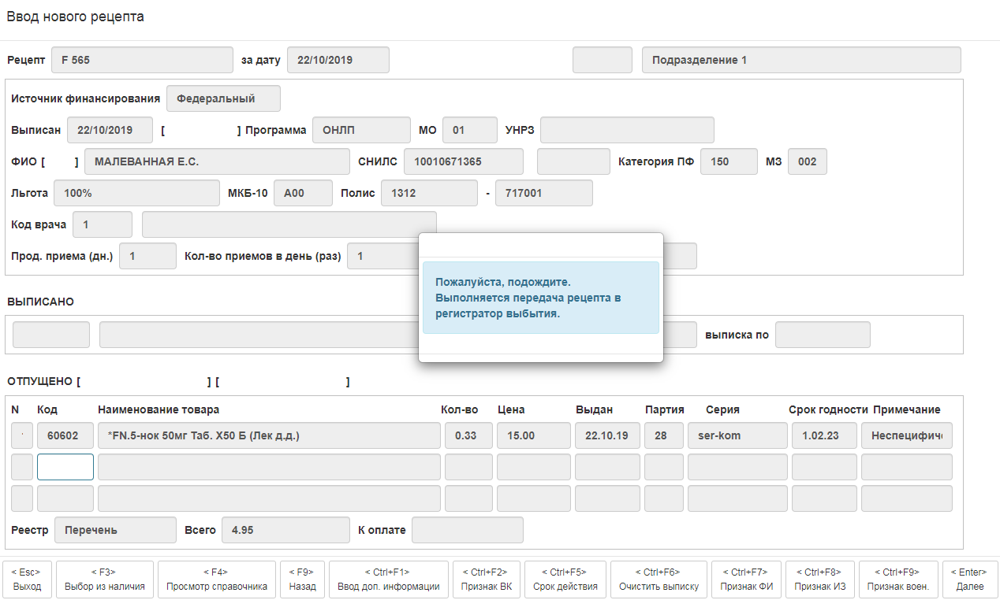 Ввод нового рецепта
Рецепт F 565 за дату 22/10/2019 Подразделение 1
Источник финансирования Федеральный
Выписан 22/10/2019 [ ] Программа ОНЛП МО 01 УНРЗ
ФИО [ ] МАЛЕВАННАЯ Е.С. СНИЛС 10010671365 Категория ПФ 150 МЗ 002
Льгота 100% МКБ-10 A00 Полис 1312 - 717001
Код врача 1
Прод. приема (дн.) 1 Кол-во приемов в день (раз) 1
Пожалуйста, подождите.
Выполняется передача рецепта в
регистратор выбытия.
ВЫПИСАНО
выписка по
ОТПУЩЕНО [ ] [ ]
N Код Наименование товара Кол-во Цена Выдан Партия Серия Срок годности Примечание
60602 *FN.5-нок 50мг Таб. Х50 Б (Лек д.д.) 0.33 15.00 22.10.19 28 ser-kom 1.02.23 Неспецифич
Реестр Перечень Всего 4.95 К оплате
< Esc> < F3> < F4> < F9> < Ctrl+F1> < Ctrl+F2> < Ctrl+F5> < Ctrl+F6> < Ctrl+F7> < Ctrl+F8> < Ctrl+F9> < Enter>
Выход Выбор из наличия Просмотр справочника Назад Ввод доп. информации Признак ВК Срок действия Очистить выписку Признак ФИ Признак ИЗ Признак воен. Далее